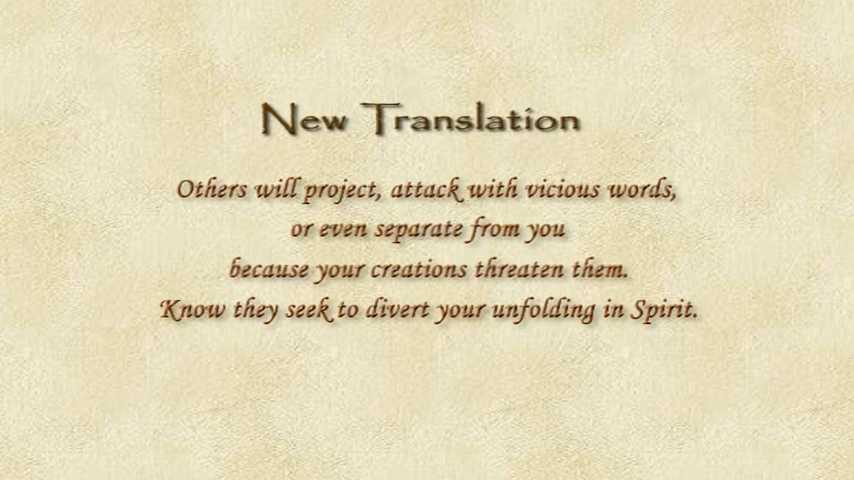 New Translation
Others will project, attack with vicious words,
or even separate from you
because your creations threaten them.
Know they seek to divert your unfolding in Spirit.